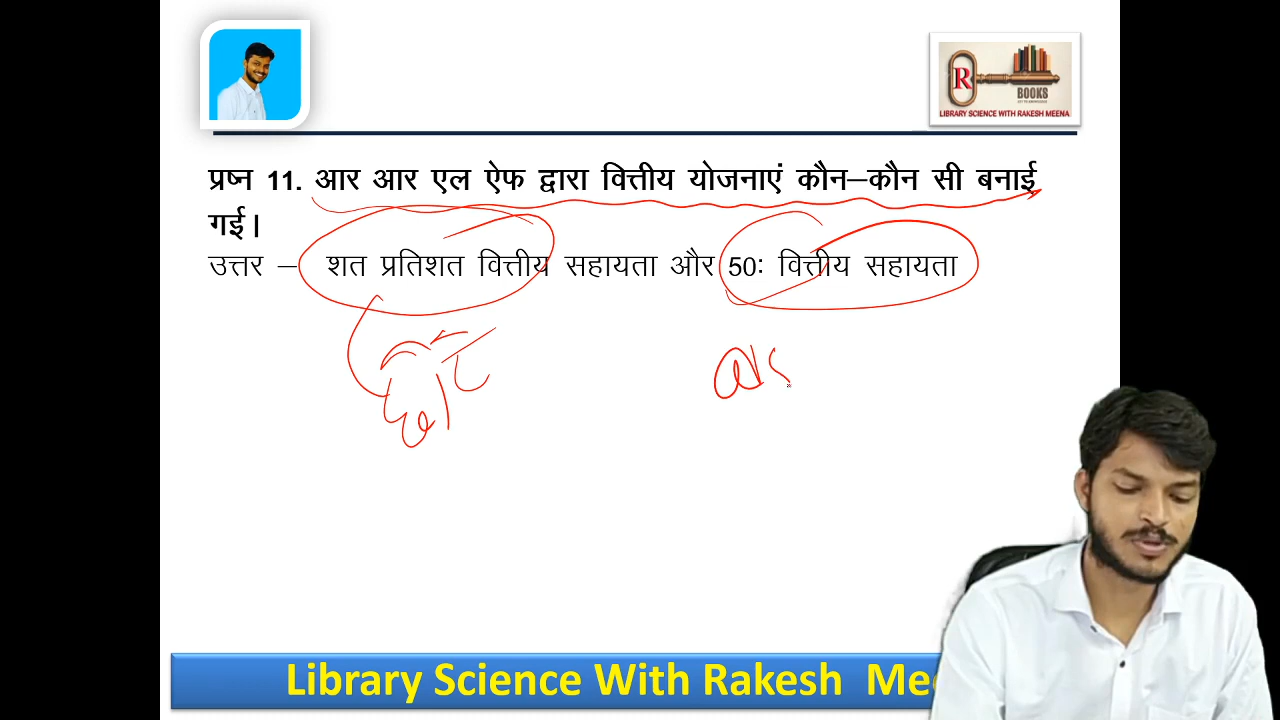 R
BOOKS
LIBRARY SCIENCE WITH RAKESH MEENA
प्रष्न 11. आर आर एल ऐफ द्वारा वित्तीय योजनाएं कौन–कौन सी बनाई
गई।
उत्तर – शत प्रतिशत वित्तीय सहायता और 50ः वित्तीय सहायता
Library Science With Rakesh Me